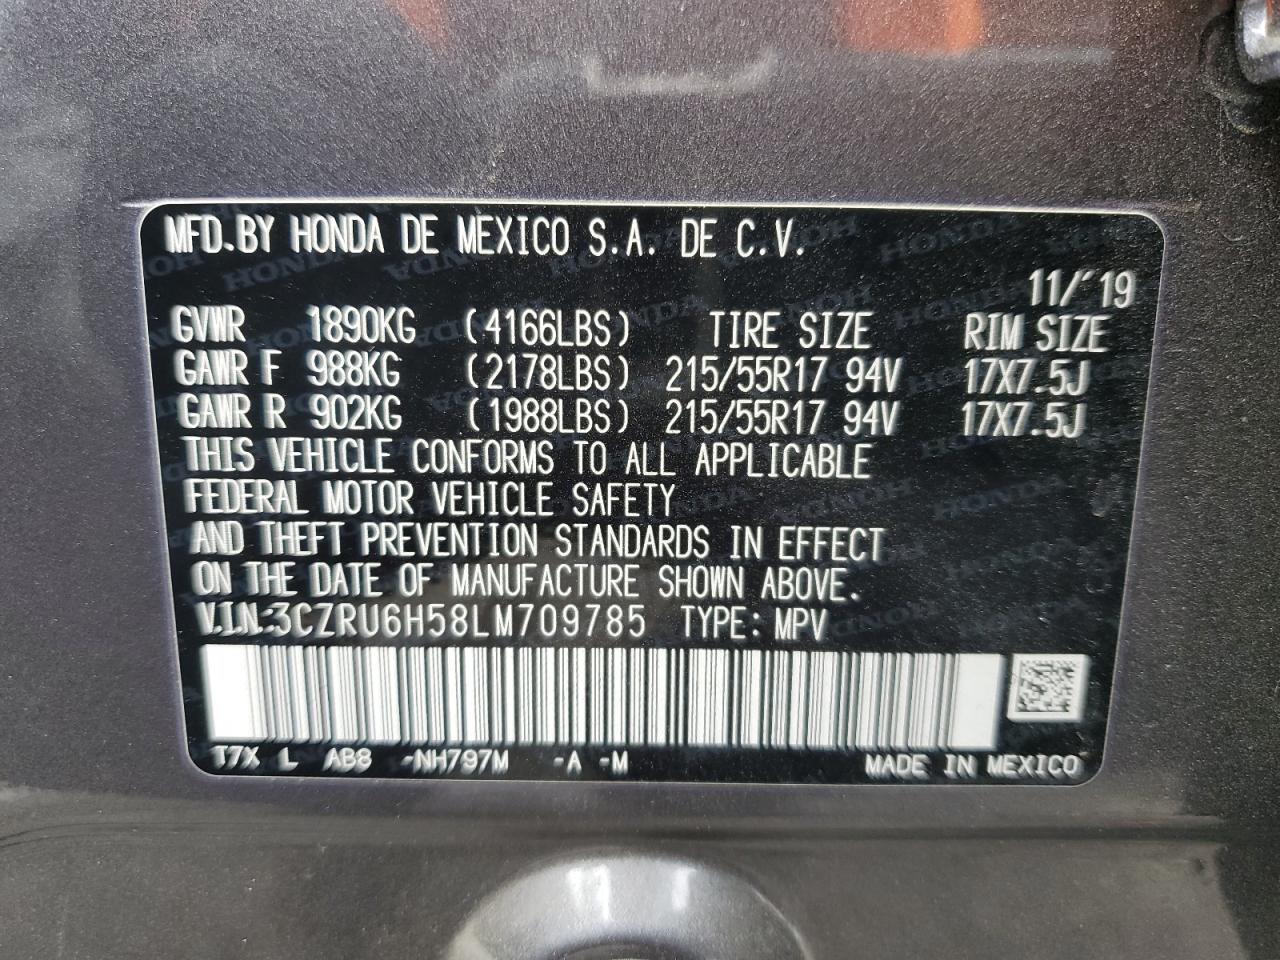 MFD. BY HONDA DE MEXICO S.A. DE C.V.
11/'19
GVWR 1890KG (4166LBS) TIRE SIZE RIM SIZE
GAWR F 988KG (2178LBS) 215/55R17 94V 17X7.5J
GAWR R 902KG (1988LBS) 215/55R17 94V 17X7.5J
THIS VEHICLE CONFORMS TO ALL APPLICABLE
FEDERAL MOTOR VEHICLE SAFETY
AND THEFT PREVENTION STANDARDS IN EFFECT
ON THE DATE OF MANUFACTURE SHOWN ABOVE.
V.I.N:3CZRU6H58LM709785 TYPE: MPV
T7X L AB8 -NH797M -A -M MADE IN MEXICO